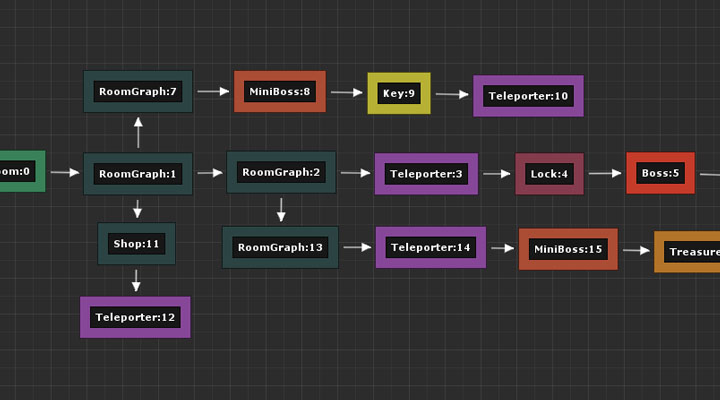 RoomGraph:7
MiniBoss:8
Key:9
Teleporter:10
oom:0
RoomGraph:1
RoomGraph:2
Teleporter:3
Lock:4
Boss:5
Shop:11
RoomGraph:13
Teleporter:14
MiniBoss:15
Treasure
Teleporter:12